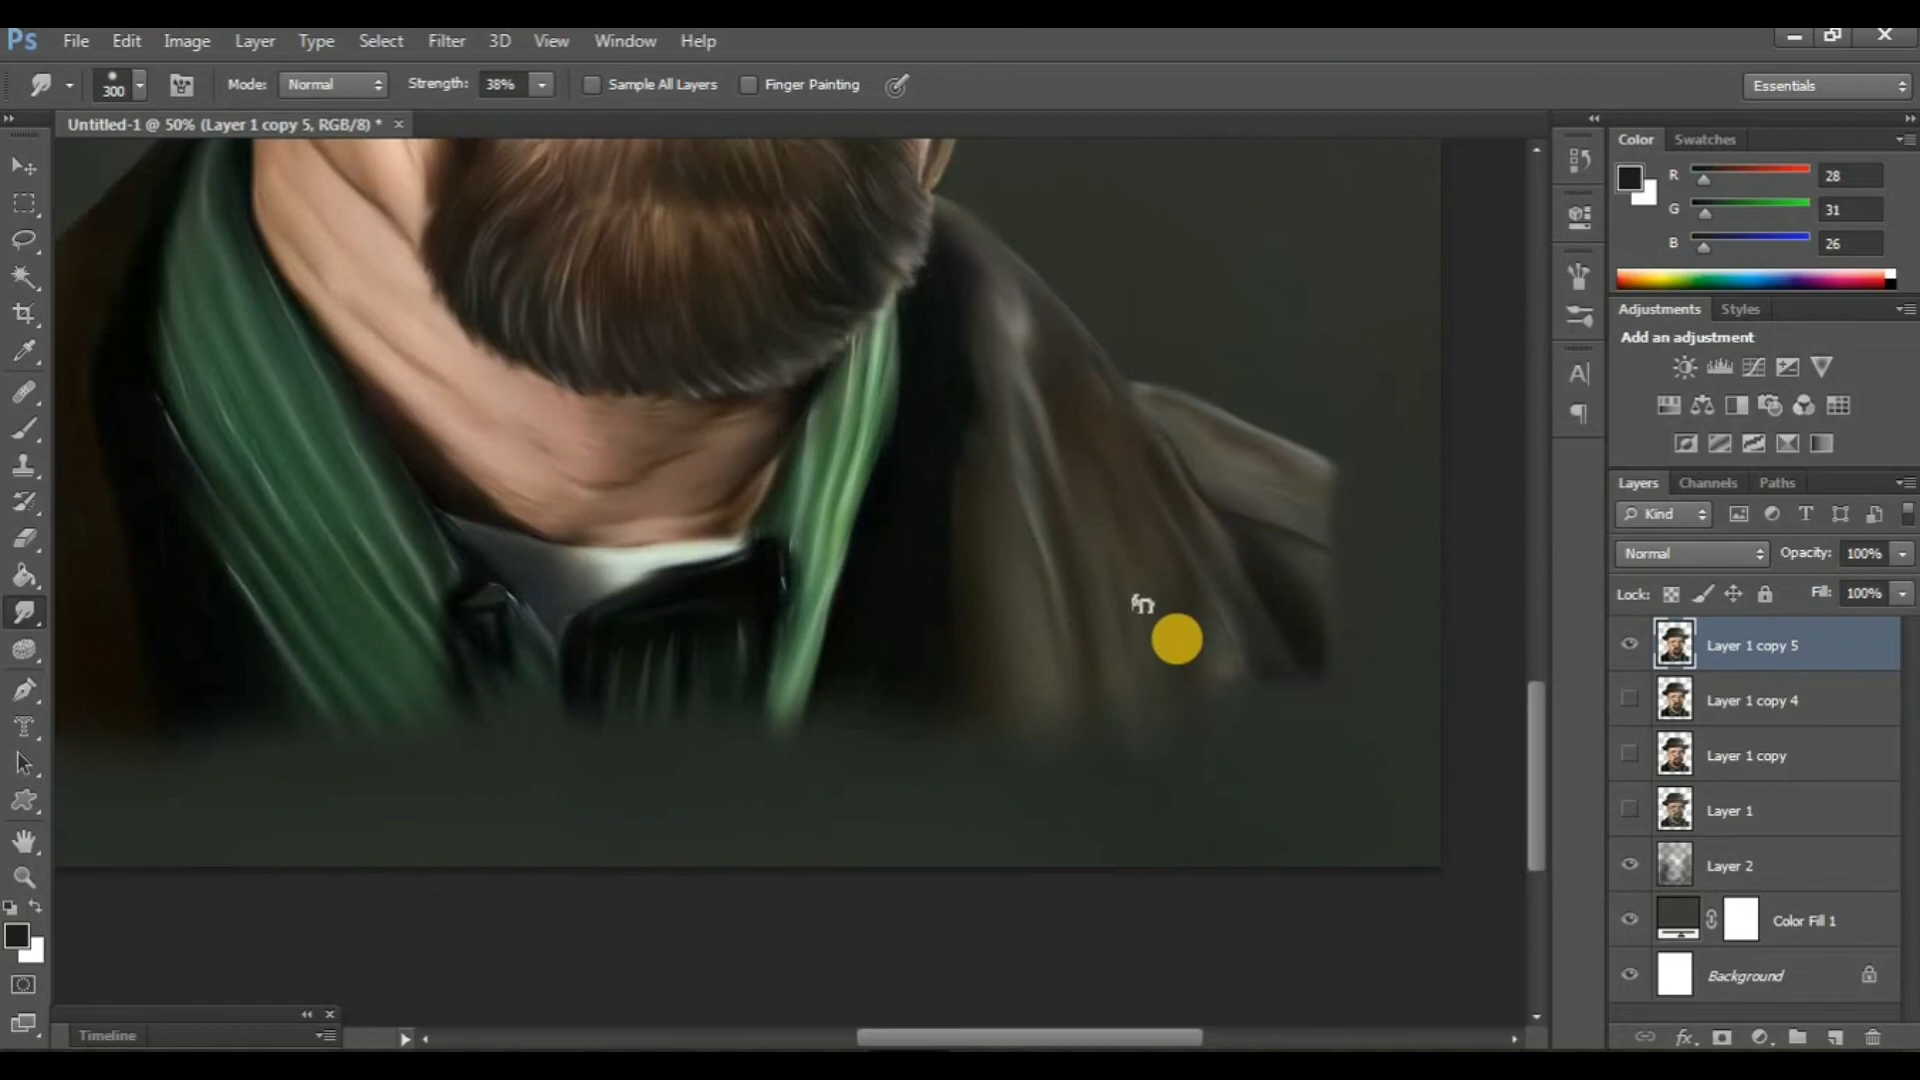 Ps File Edit Image Layer Type Select Filter 3D View Window Help
300 Mode: Normal Strength: 38% Sample All Layers Finger Painting Essentials
Untitled-1 @ 50% (Layer 1 copy 5, RGB/8) *
Color Swatches
R 28
G 31
B 26
Adjustments Styles
Add an adjustment
Layers Channels Paths
Kind
Normal Opacity: 100%
Lock: Fill: 100%
Layer 1 copy 5
Layer 1 copy 4
Layer 1 copy
Layer 1
Layer 2
Color Fill 1
Background
Timeline